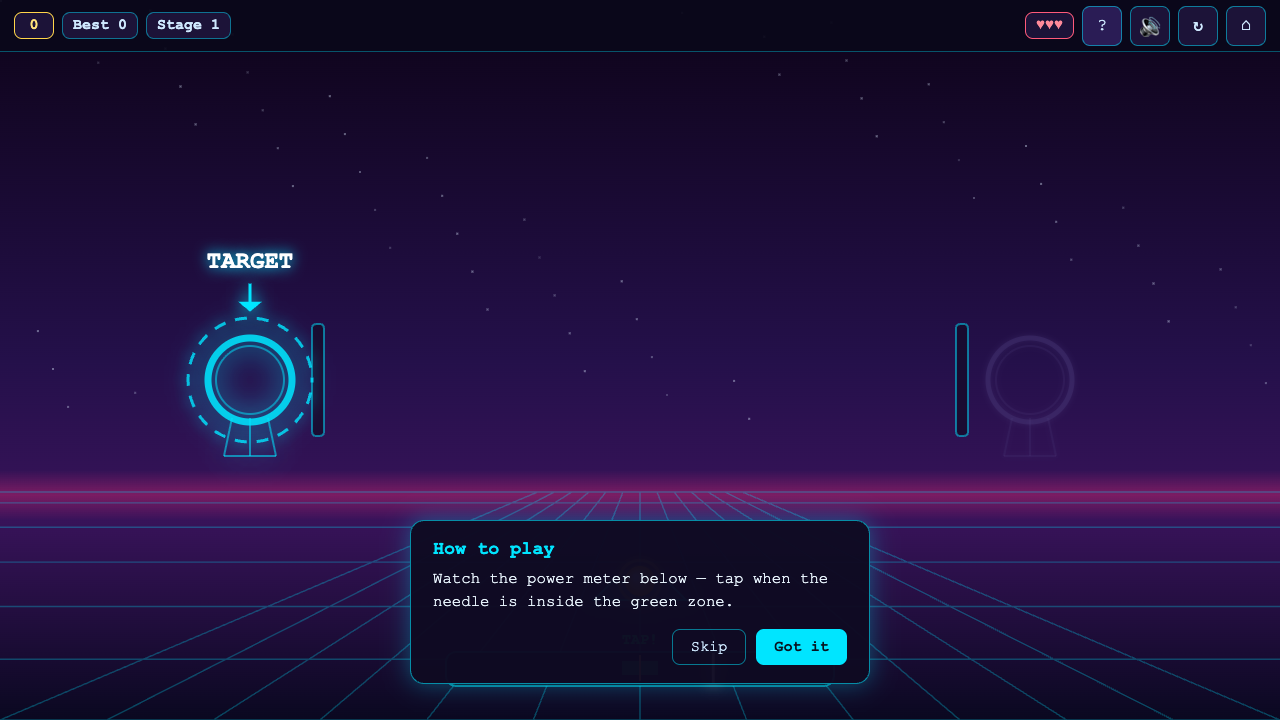 0 Best 0 Stage 1 ♥♥♥ ?
TARGET
How to play
Watch the power meter below — tap when the
needle is inside the green zone.
Skip Got it